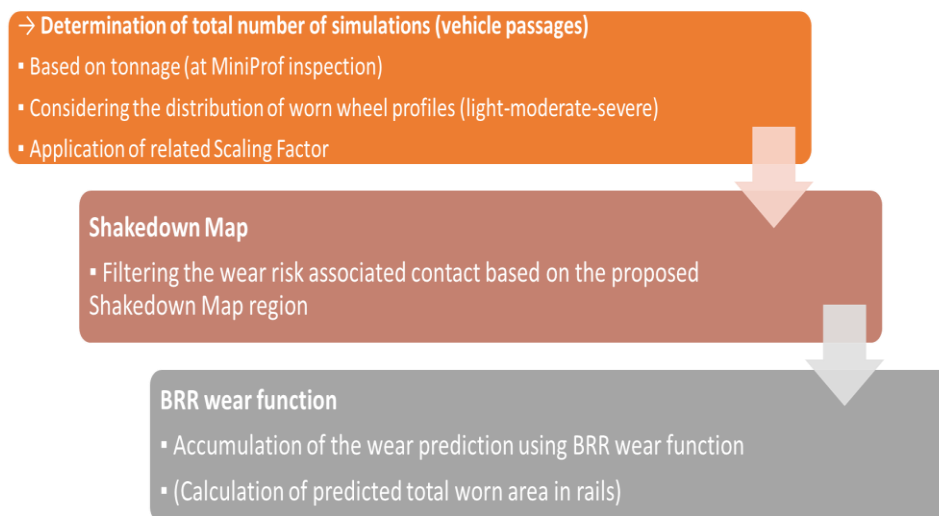 → Determination of total number of simulations (vehicle passages)
▪ Based on tonnage (at MiniProf inspection)
▪ Considering the distribution of worn wheel profiles (light-moderate-severe)
▪ Application of related Scaling Factor
Shakedown Map
▪ Filtering the wear risk associated contact based on the proposed
Shakedown Map region
BRR wear function
▪ Accumulation of the wear prediction using BRR wear function
▪ (Calculation of predicted total worn area in rails)